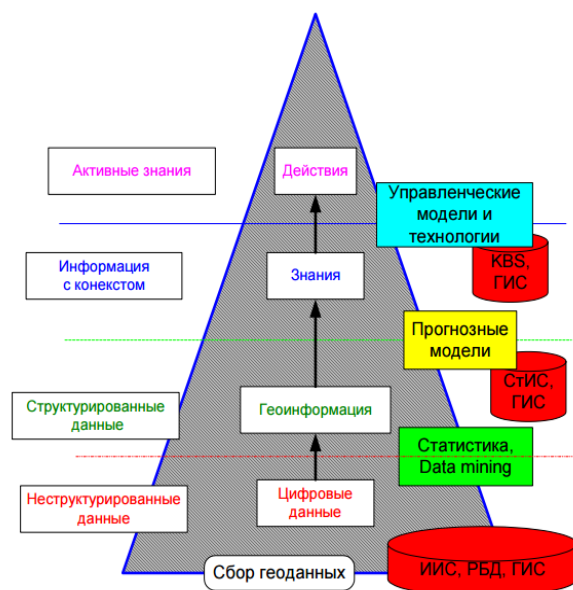 Активные знания
Действия
Управленческие
модели и
технологии
KBS,
ГИС
Информация
с конекстом
Знания
Прогнозные
модели
СтИС,
ГИС
Структурированные
данные
Геоинформация
Статистика,
Data mining
Неструктурированные
данные
Цифровые
данные
Сбор геоданных
ИИС, РБД, ГИС